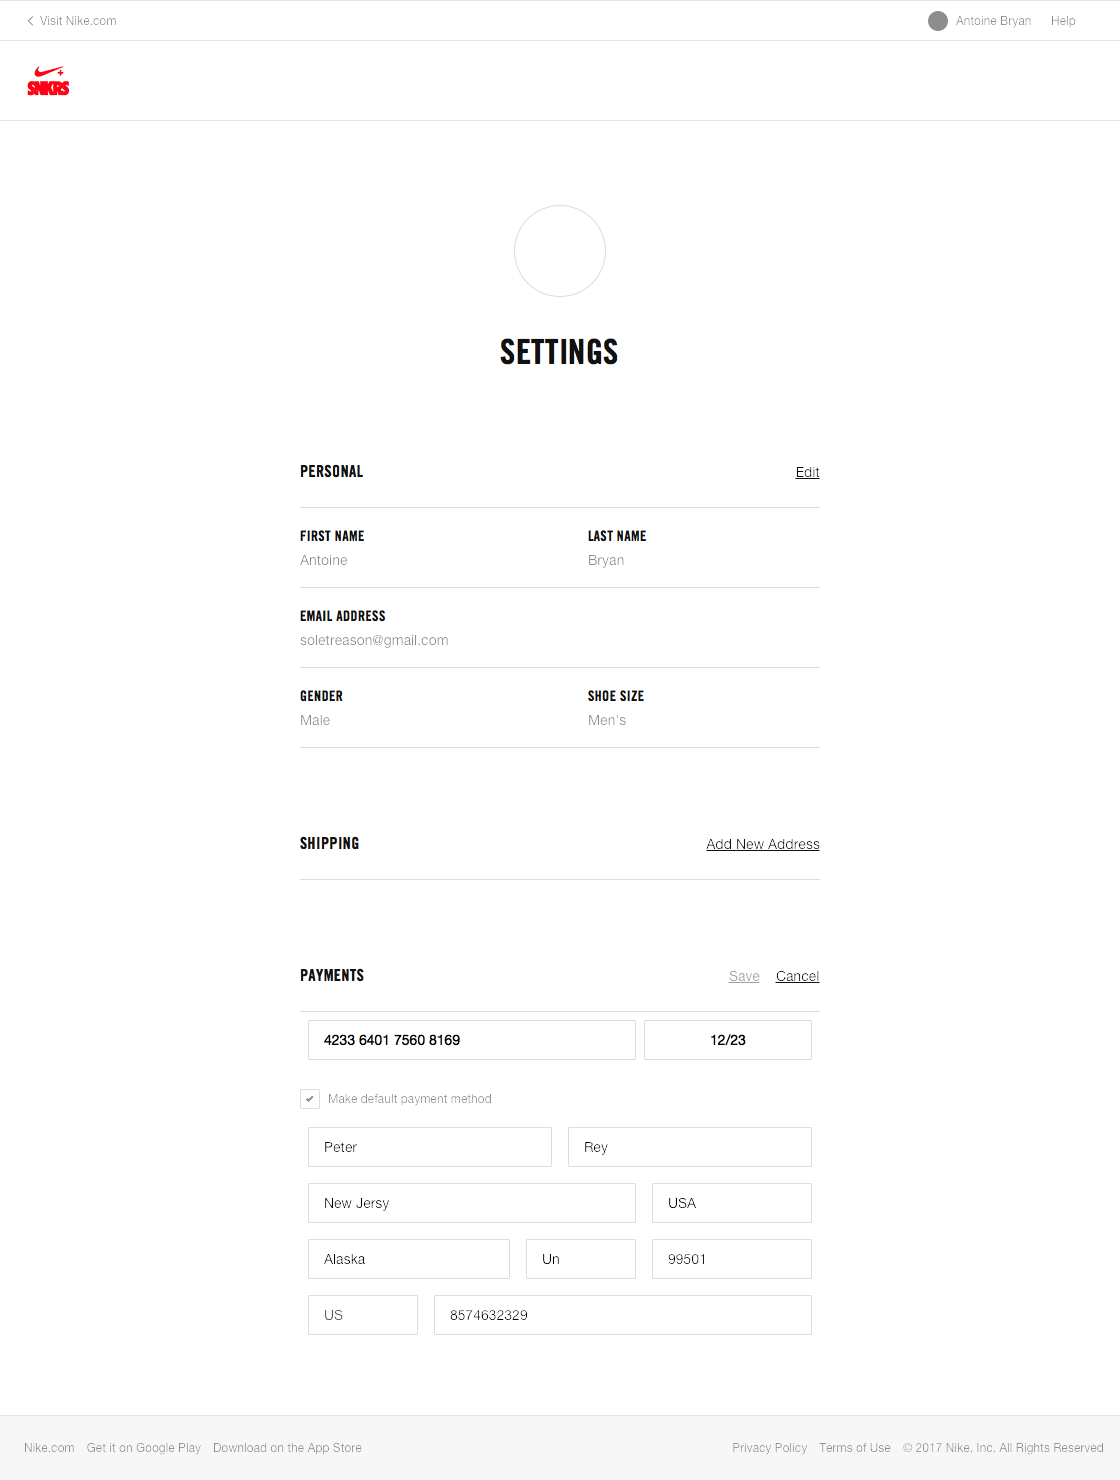 Visit Nike.com Antoine Bryan Help
SNKRS
SETTINGS
PERSONAL Edit
FIRST NAME LAST NAME
Antoine Bryan
EMAIL ADDRESS
soletreason@gmail.com
GENDER SHOE SIZE
Male Men's
SHIPPING Add New Address
PAYMENTS Save Cancel
4233 6401 7560 8169 12/23
Make default payment method
Peter Rey
New Jersy USA
Alaska Un 99501
US 8574632329
Nike.com Get it on Google Play Download on the App Store Privacy Policy Terms of Use © 2017 Nike, Inc. All Rights Reserved